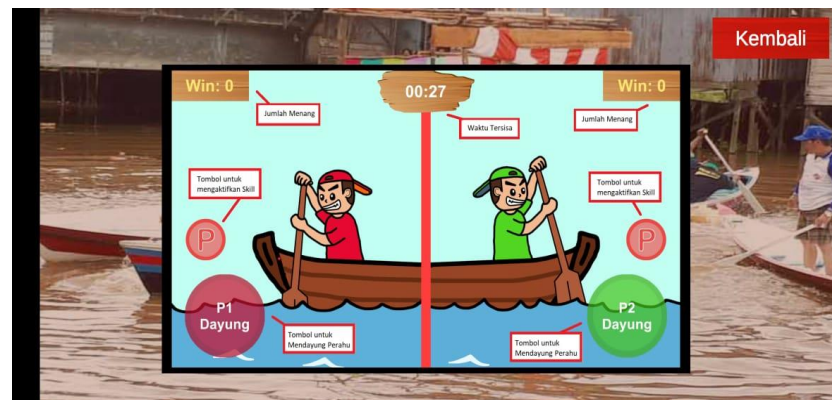 Kembali
Win: 0
00:27
Win: 0
Jumlah Menang
Waktu Tersisa
Jumlah Menang
Tombol untuk
mengaktifkan Skill
Tombol untuk
mengaktifkan Skill
P
P
P1
Dayung
P2
Dayung
Tombol untuk
Mendayung Perahu
Tombol untuk
Mendayung Perahu